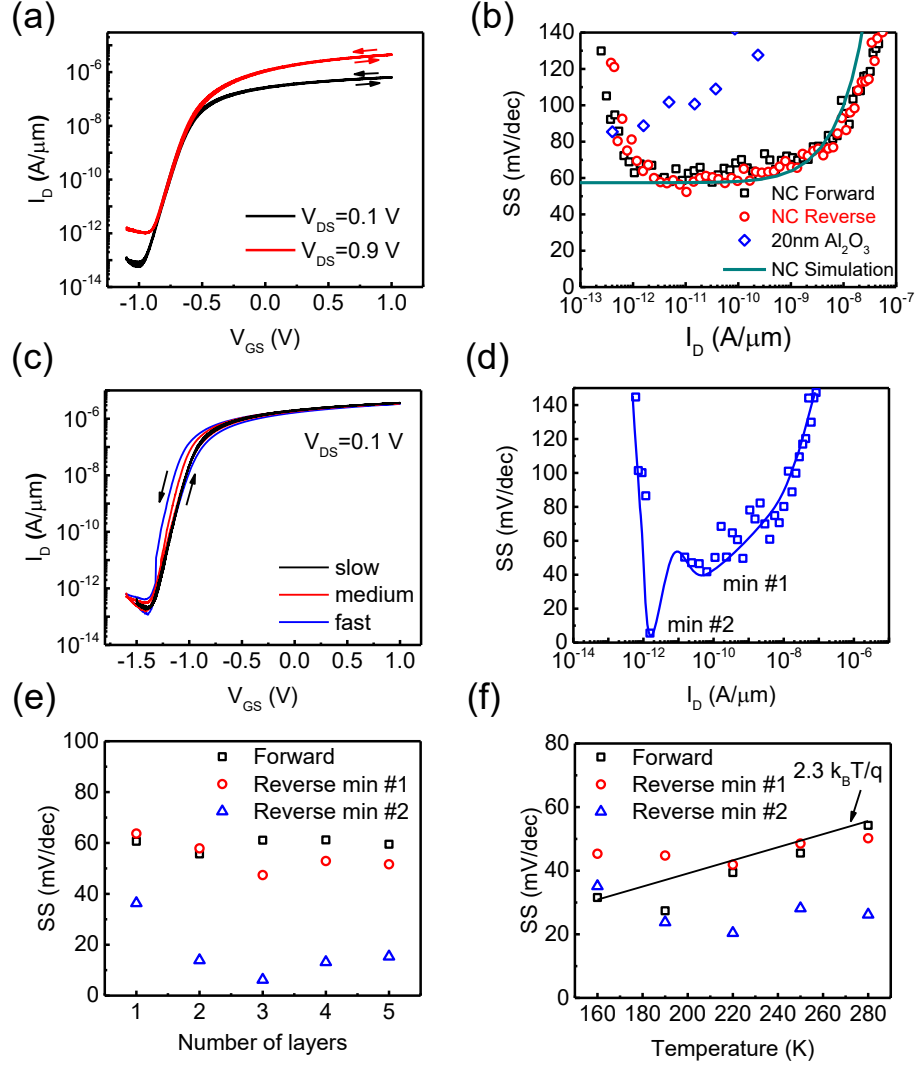 (a)
I_D (A/μm)
10⁻⁶
10⁻⁸
10⁻¹⁰
10⁻¹²
10⁻¹⁴
V_DS=0.1 V
V_DS=0.9 V
-1.0 -0.5 0.0 0.5 1.0
V_GS (V)
(b)
SS (mV/dec)
140
120
100
80
60
40
20
0
NC Forward
NC Reverse
20nm Al₂O₃
NC Simulation
10⁻¹³ 10⁻¹² 10⁻¹¹ 10⁻¹⁰ 10⁻⁹ 10⁻⁸ 10⁻⁷
I_D (A/μm)
(c)
I_D (A/μm)
10⁻⁶
10⁻⁸
10⁻¹⁰
10⁻¹²
10⁻¹⁴
V_DS=0.1 V
slow
medium
fast
-1.5 -1.0 -0.5 0.0 0.5 1.0
V_GS (V)
(d)
SS (mV/dec)
140
120
100
80
60
40
20
0
min #1
min #2
10⁻¹⁴ 10⁻¹² 10⁻¹⁰ 10⁻⁸ 10⁻⁶
I_D (A/μm)
(e)
SS (mV/dec)
100
80
60
40
20
0
Forward
Reverse min #1
Reverse min #2
1 2 3 4 5
Number of layers
(f)
SS (mV/dec)
80
60
40
20
0
Forward
Reverse min #1
Reverse min #2
2.3 k_BT/q
160 180 200 220 240 260 280
Temperature (K)